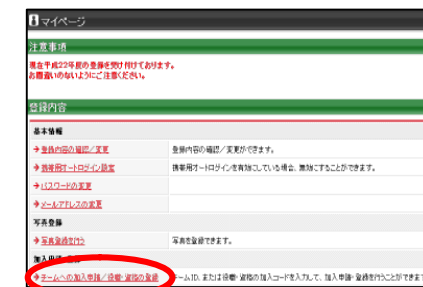 マイページ
注意事項
現在平成22年度の登録を受け付けております。
お間違いのないようにご注意ください。
登録内容
基本情報
→登録内容の確認/変更 登録内容の確認/変更ができます。
→携帯用オートログイン設定 携帯用オートログインを有効にしている場合、無効にすることができます。
→パスワードの変更
→メールアドレスの変更
写真登録
→写真登録を行う 写真を登録できます。
加入申請・
→チームへの加入申請/役職・資格の登録 チームID、または役職・資格の加入コードを入力して、加入申請・登録を行うことができます